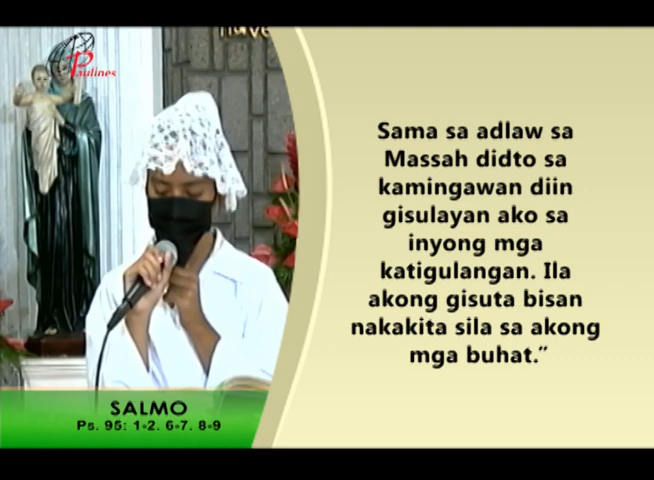 Paulines
Sama sa adlaw sa
Massah didto sa
kamingawan diin
gisulayan ako sa
inyong mga
katigulangan. Ila
akong gisuta bisan
nakakita sila sa akong
mga buhat.”
SALMO
Ps. 95: 1-2. 6-7. 8-9